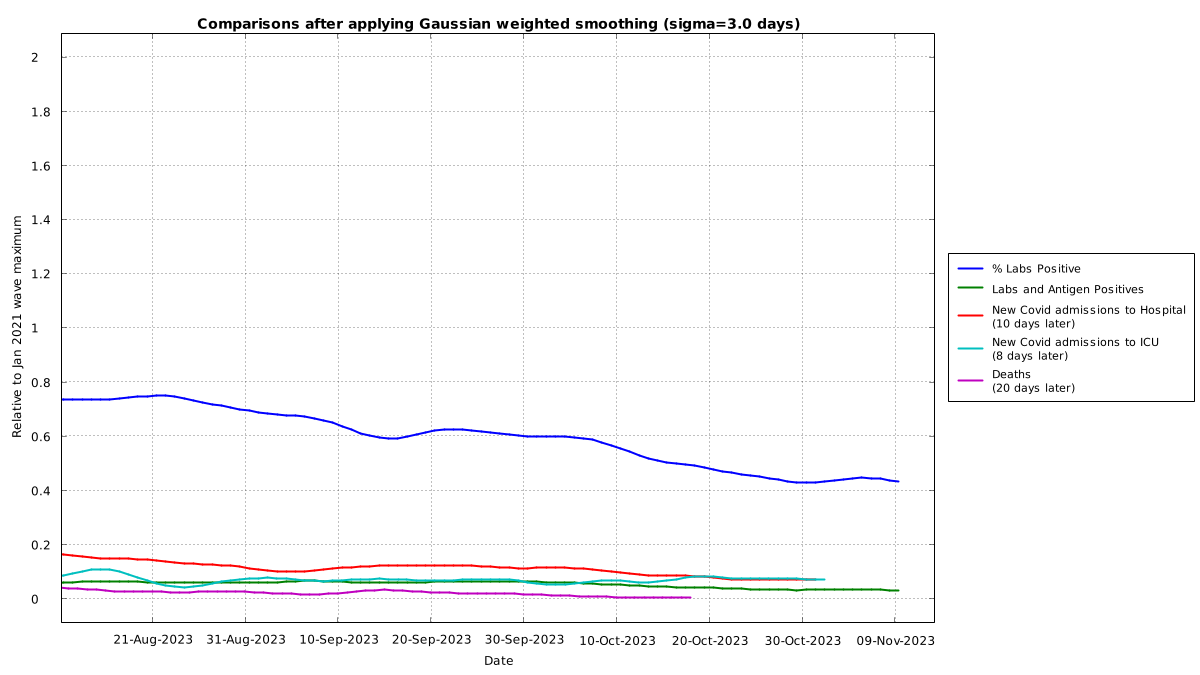 Comparisons after applying Gaussian weighted smoothing (sigma=3.0 days)
Relative to Jan 2021 wave maximum
2
1.8
1.6
1.4
1.2
1
0.8
0.6
0.4
0.2
0
21-Aug-2023
31-Aug-2023
10-Sep-2023
20-Sep-2023
30-Sep-2023
10-Oct-2023
20-Oct-2023
30-Oct-2023
09-Nov-2023
Date
% Labs Positive
Labs and Antigen Positives
New Covid admissions to Hospital
(10 days later)
New Covid admissions to ICU
(8 days later)
Deaths
(20 days later)